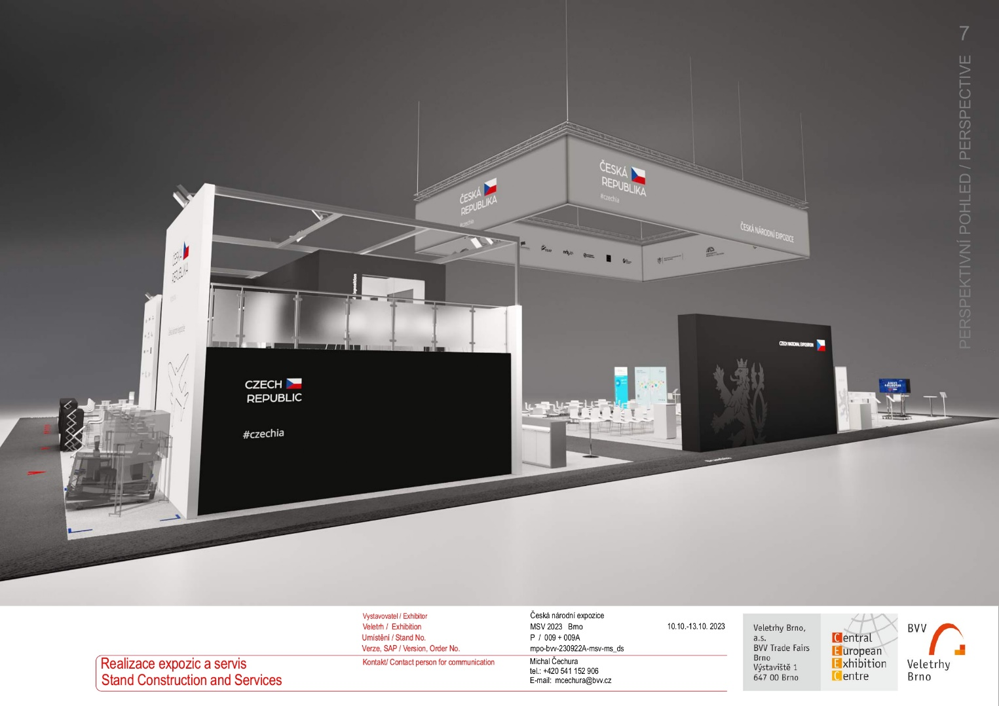 7
PERSPEKTIVNÍ POHLED / PERSPECTIVE
ČESKÁ
REPUBLIKA
#czechia
ČESKÁ
REPUBLIKA
#czechia
ČESKÁ NÁRODNÍ EXPOZICE
ČESKÁ
REPUBLIKA
CZECH
REPUBLIC
#czechia
CZECH NATIONAL EXPOSITION
Vystavovatel / Exhibitor
Česká národní expozice
Veletrh / Exhibition
MSV 2023 Brno
10.10.-13.10. 2023
Umístění / Stand No.
P / 009 + 009A
Verze, SAP / Version, Order No.
mpo-bvv-230922A-msv-ms_ds
Realizace expozic a servis
Stand Construction and Services
Kontakt/ Contact person for communication
Michal Čechura
tel.: +420 541 152 906
E-mail: mcechura@bvv.cz
Veletrhy Brno,
a.s.
BVV Trade Fairs
Brno
Výstaviště 1
647 00 Brno
Central
European
Exhibition
Centre
BVV
Veletrhy
Brno